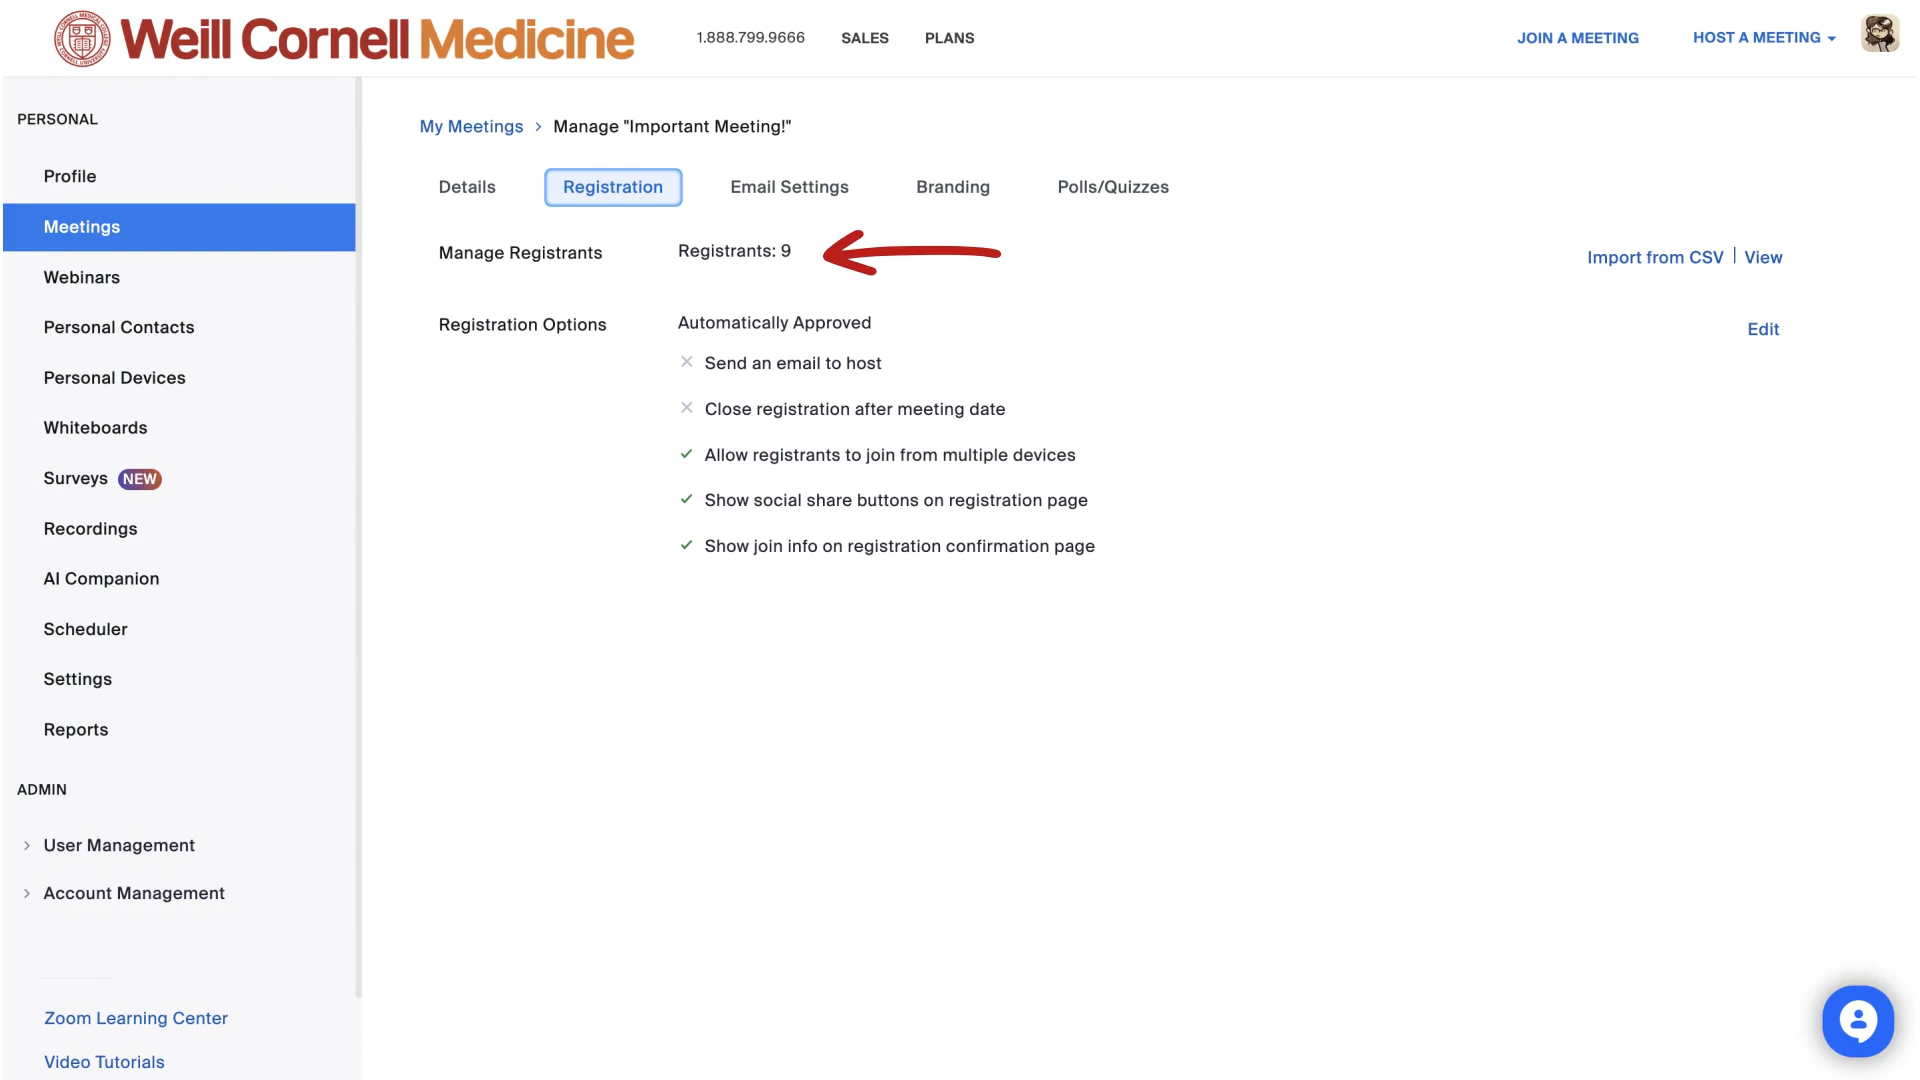 Weill Cornell Medicine
1.888.799.9666
SALES
PLANS
JOIN A MEETING
HOST A MEETING
PERSONAL
Profile
Meetings
Webinars
Personal Contacts
Personal Devices
Whiteboards
Surveys NEW
Recordings
AI Companion
Scheduler
Settings
Reports
ADMIN
User Management
Account Management
Zoom Learning Center
Video Tutorials
My Meetings > Manage "Important Meeting!"
Details
Registration
Email Settings
Branding
Polls/Quizzes
Manage Registrants
Registrants: 9
Import from CSV | View
Registration Options
Automatically Approved
Edit
Send an email to host
Close registration after meeting date
Allow registrants to join from multiple devices
Show social share buttons on registration page
Show join info on registration confirmation page